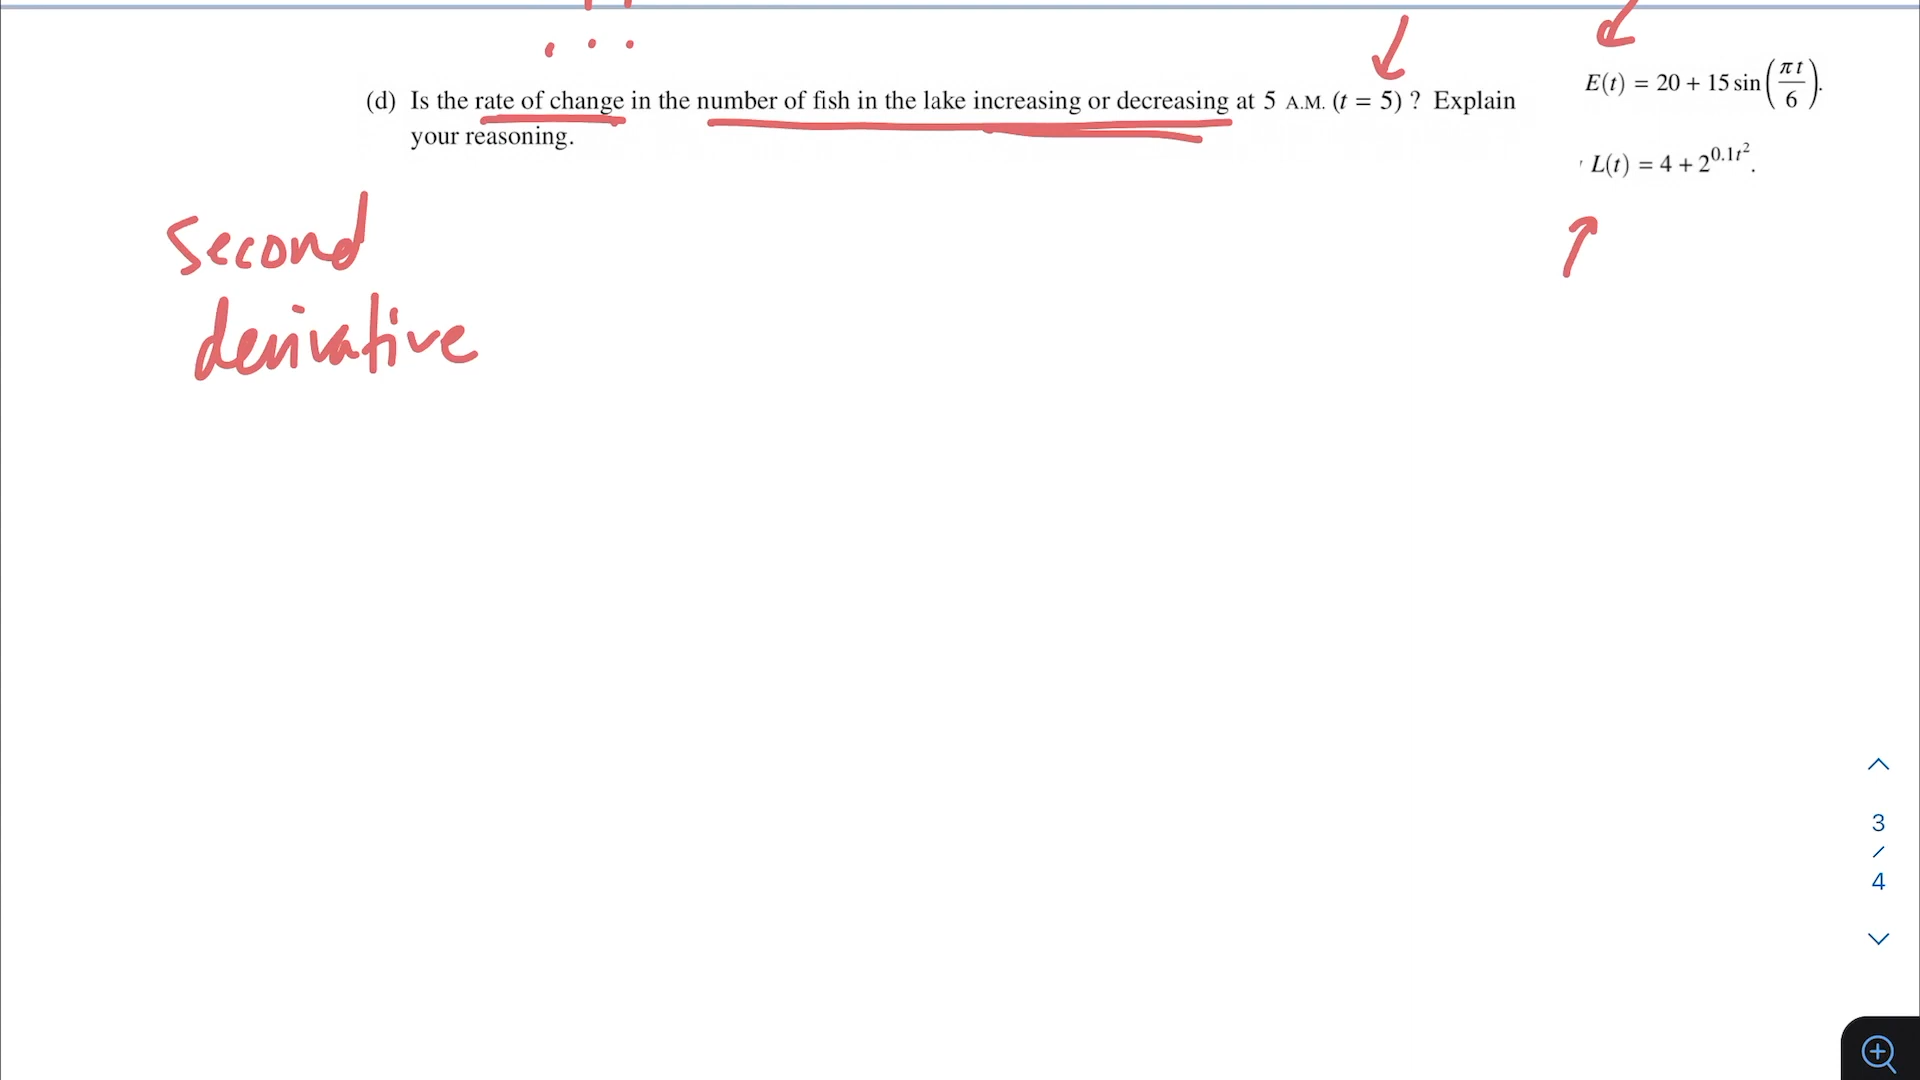 (d) Is the rate of change in the number of fish in the lake increasing or decreasing at 5 A.M. (t = 5) ? Explain
your reasoning.
E(t) = 20 + 15 sin(πt/6).
L(t) = 4 + 2^{0.1t²}.
second
derivative
3
/
4